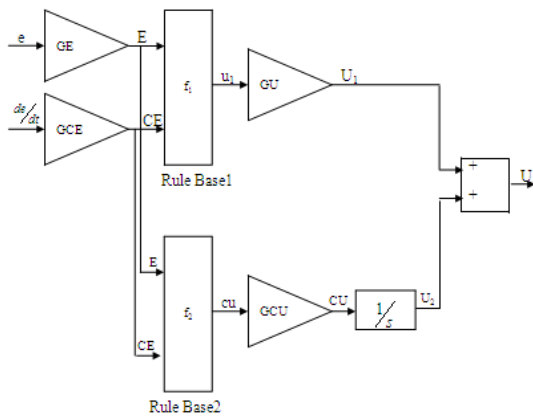 e
GE
E
f₁
u₁
GU
U₁
de/dt
GCE
CE
Rule Base1
+
+
U
E
f₂
cu
GCU
CU
1/s
U₂
CE
Rule Base2